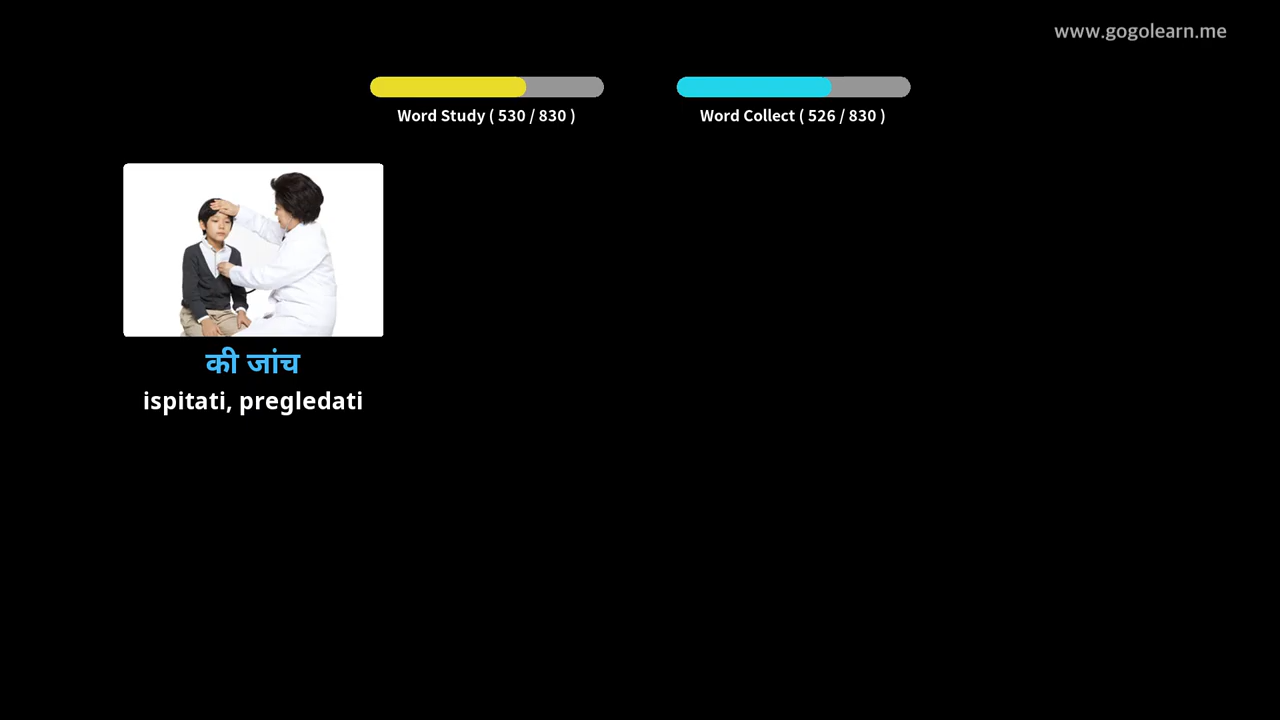 www.gogolearn.me
Word Study ( 530 / 830 )
Word Collect ( 526 / 830 )
की जांच
ispitati, pregledati